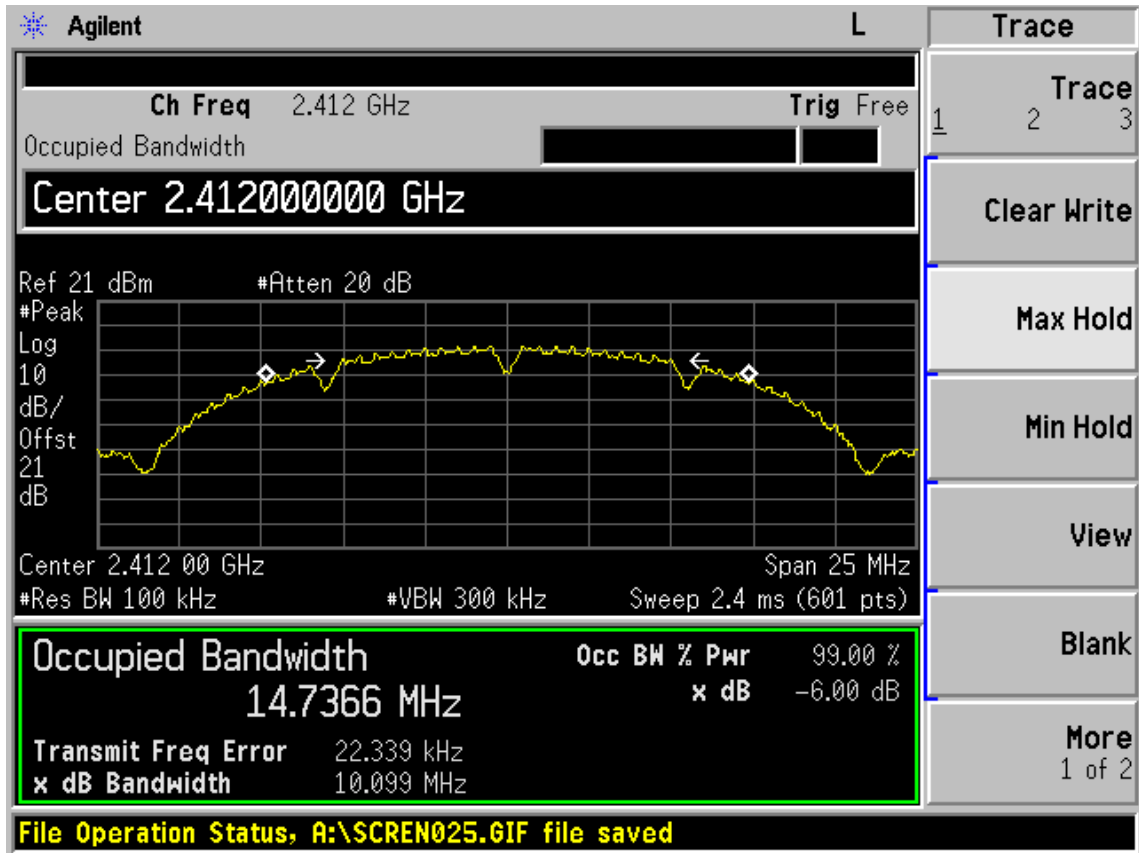 Agilent
L
Trace
Ch Freq 2.412 GHz
Trig Free
Occupied Bandwidth
Center 2.412000000 GHz
Ref 21 dBm
#Atten 20 dB
#Peak
Log
10
dB/
Offst
21
dB
Center 2.412 00 GHz
Span 25 MHz
#Res BW 100 kHz
#VBW 300 kHz
Sweep 2.4 ms (601 pts)
Occupied Bandwidth
14.7366 MHz
Occ BW % Pwr 99.00 %
x dB -6.00 dB
Transmit Freq Error 22.339 kHz
x dB Bandwidth 10.099 MHz
Trace
1 2 3
Clear Write
Max Hold
Min Hold
View
Blank
More
1 of 2
File Operation Status, A:\SCREN025.GIF file saved